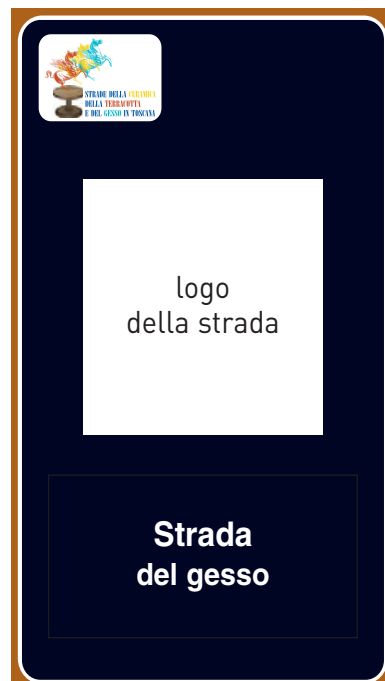 STRADE DELLA CERAMICA
DELLA TERRACOTTA
E DEL GESSO IN TOSCANA
logo
della strada
Strada
del gesso